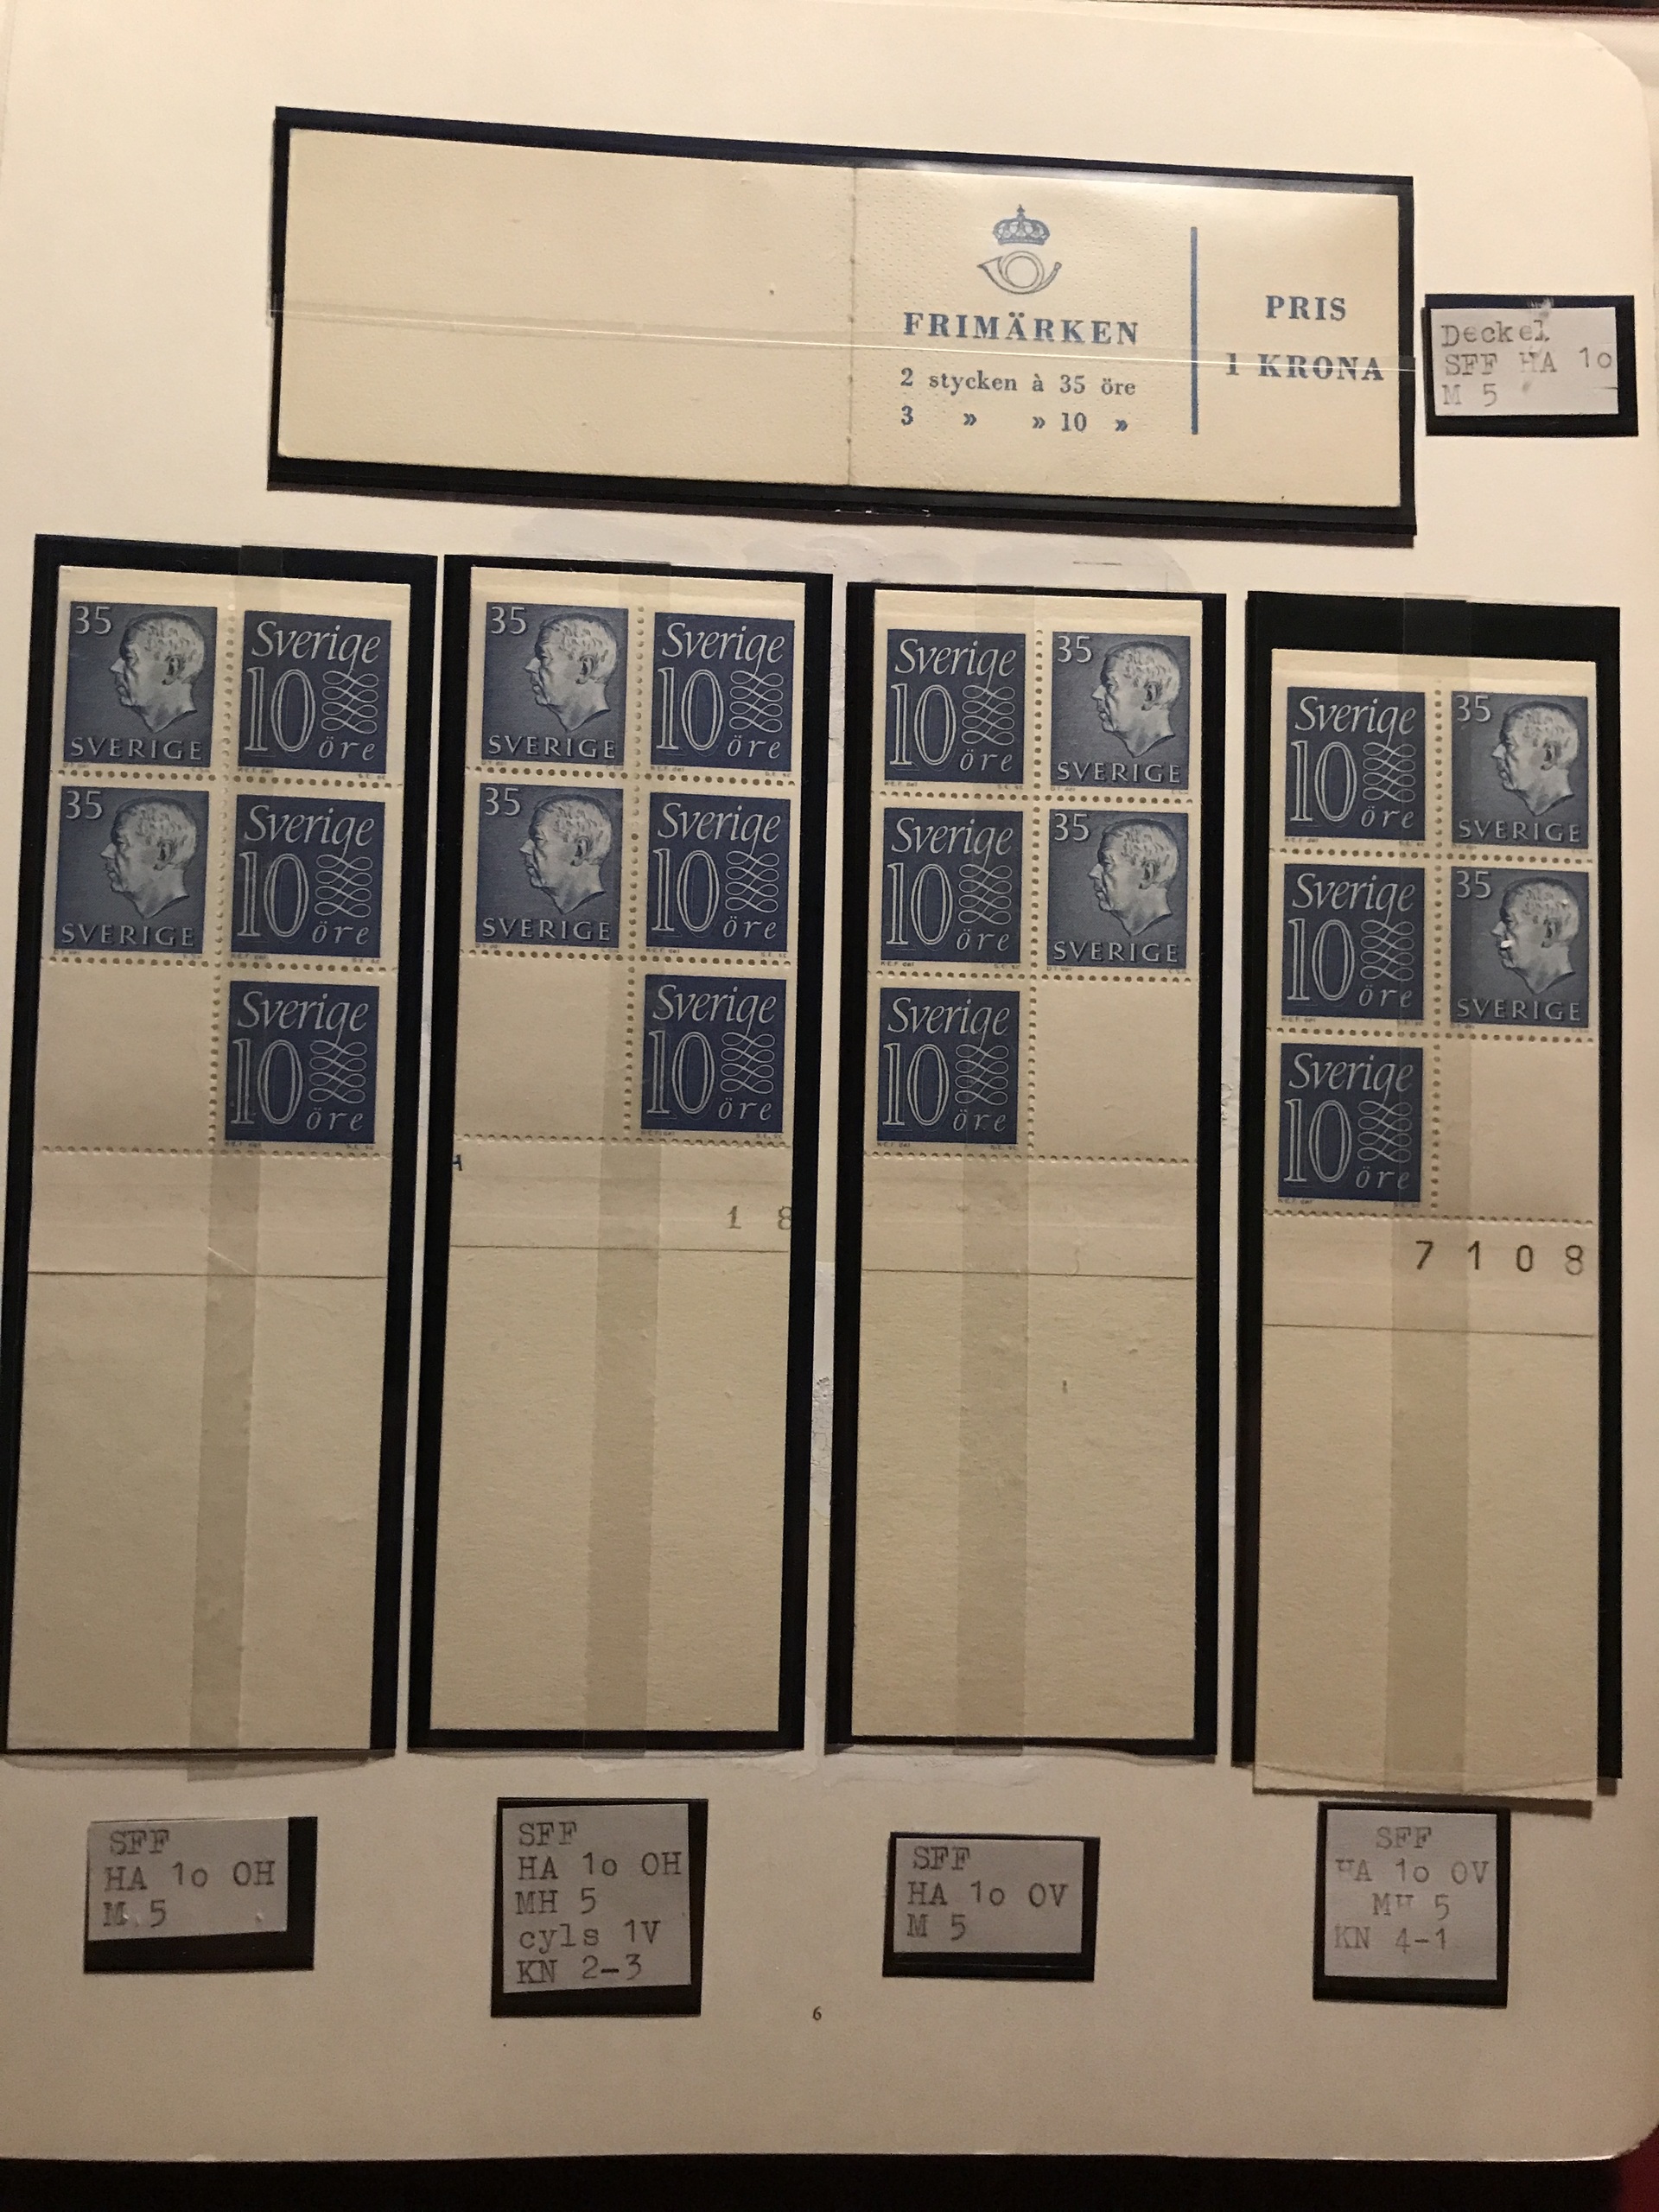 FRIMÄRKEN
2 stycken à 35 öre
3 » » 10 »
PRIS
1 KRONA
Deckel
SFF HA 1o
M 5
35
SVERIGE
Sverige
10
öre
35
SVERIGE
Sverige
10
öre
Sverige
10
öre
35
SVERIGE
Sverige
10
öre
35
SVERIGE
Sverige
10
öre
Sverige
10
öre
1 8
Sverige
10
öre
35
SVERIGE
Sverige
10
öre
35
SVERIGE
Sverige
10
öre
Sverige
10
öre
35
SVERIGE
Sverige
10
öre
35
SVERIGE
Sverige
10
öre
7 1 0 8
SFF
HA 1o OH
M 5
SFF
HA 1o OH
MH 5
cyls 1V
KN 2-3
SFF
HA 1o OV
M 5
SFF
HA 1o OV
MH 5
KN 4-1
6